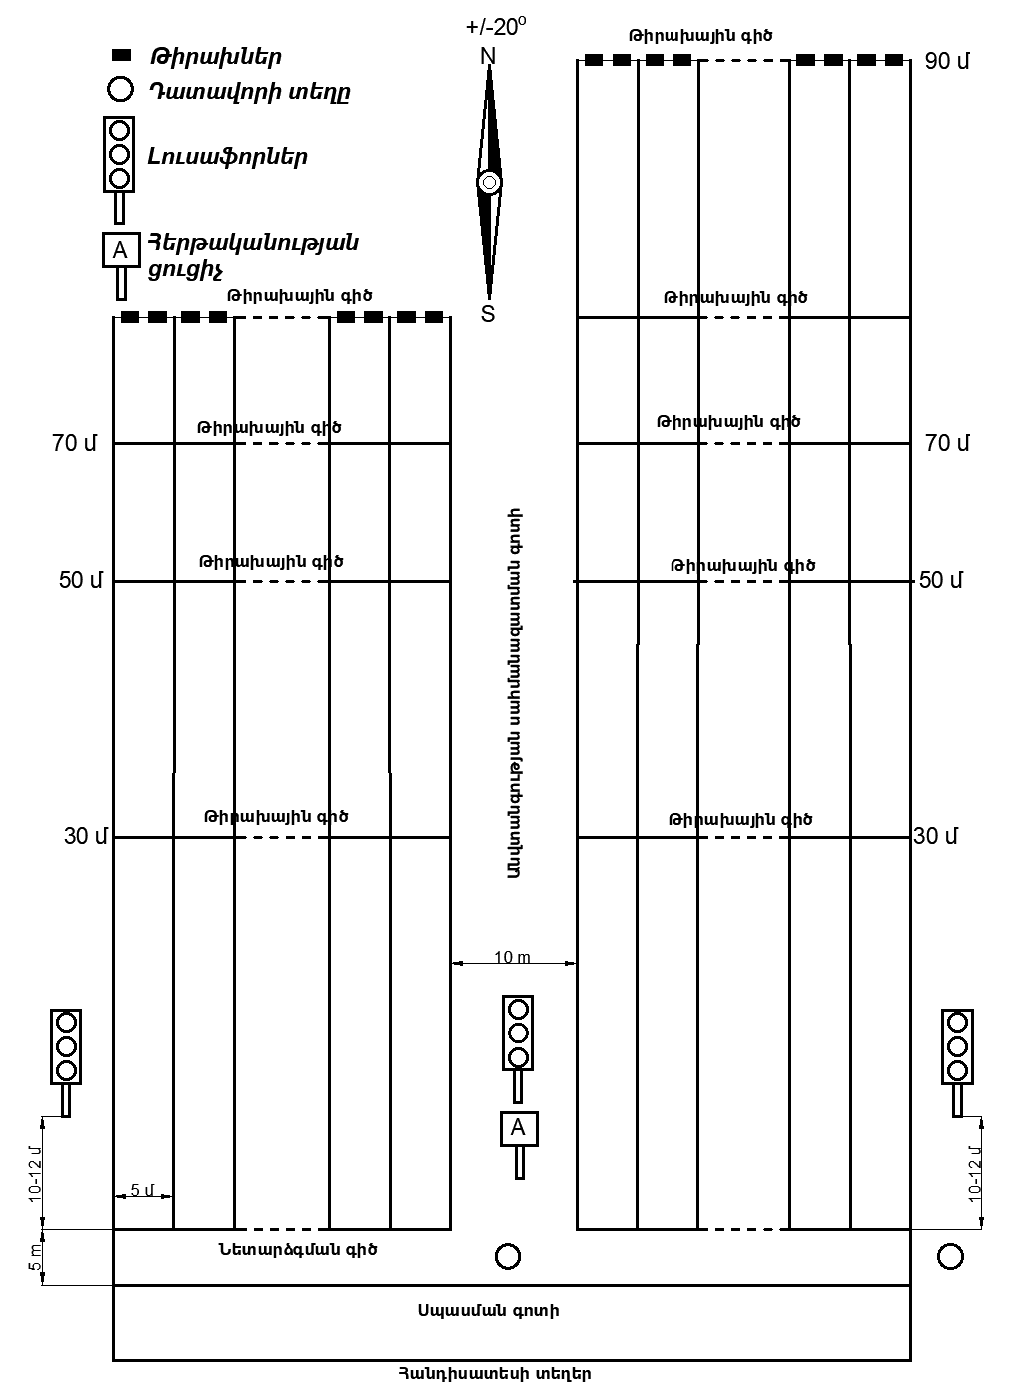 +/-20⁰
N
S
Թիրախներ
Դատավորի տեղը
Լուսաֆորներ
A
Հերթականության
ցուցիչ
Թիրախային գիծ
90 մ
Թիրախային գիծ
Թիրախային գիծ
70 մ
Թիրախային գիծ
Թիրախային գիծ
70 մ
50 մ
Թիրախային գիծ
Թիրախային գիծ
50 մ
Անվտանգության սահմանազատման գոտի
30 մ
Թիրախային գիծ
Թիրախային գիծ
30 մ
10 m
A
10-12 մ
5 մ
10-12 մ
5 m
Նետարձգման գիծ
Սպասման գոտի
Հանդիսատեսի տեղեր